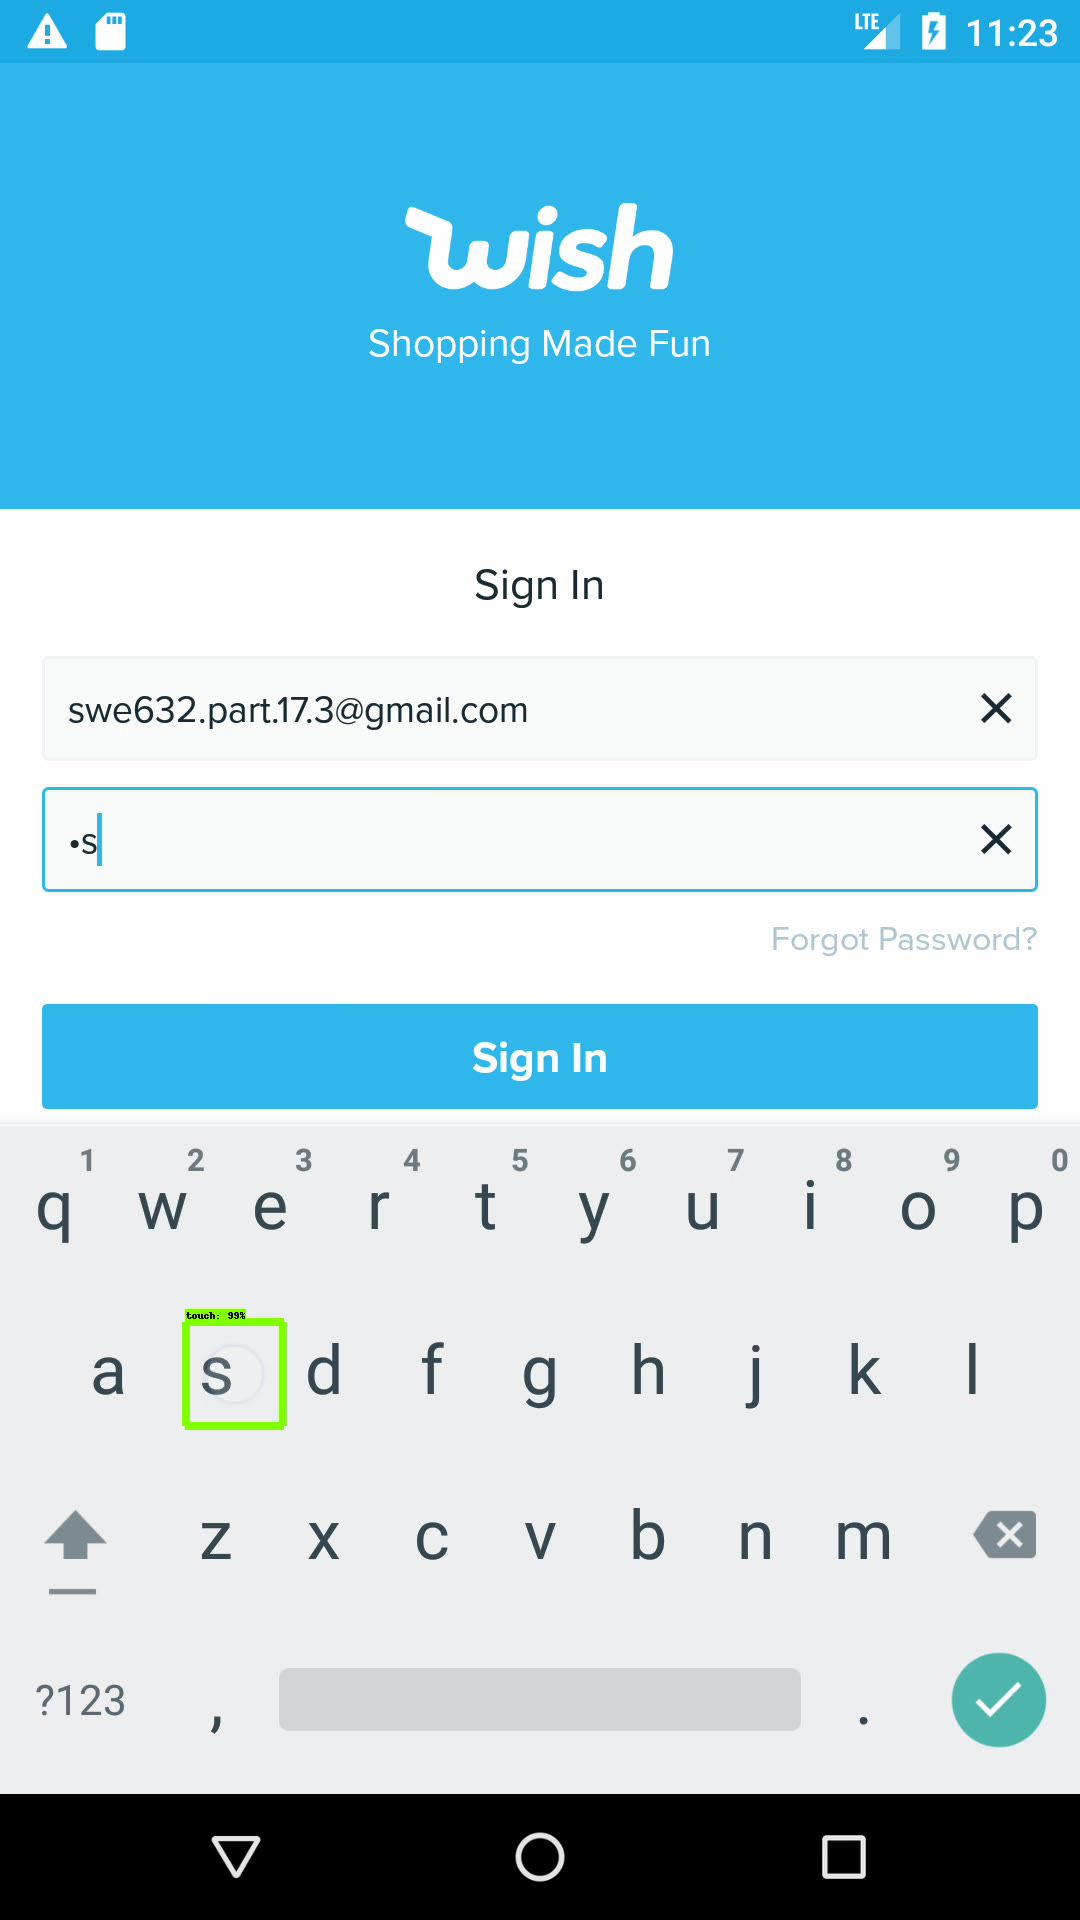 LTE 11:23
wish
Shopping Made Fun
Sign In
swe632.part.17.3@gmail.com
•s
Forgot Password?
Sign In
1 2 3 4 5 6 7 8 9 0
q w e r t y u i o p
touch: 99%
a s d f g h j k l
z x c v b n m
?123 , .